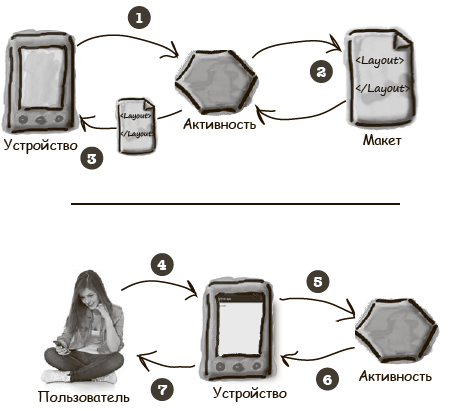 1
2
<Layout>
</Layout>
<Layout>
</Layout>
Активность
Устройство
Макет
3
4
5
6
7
Активность
Устройство
Пользователь